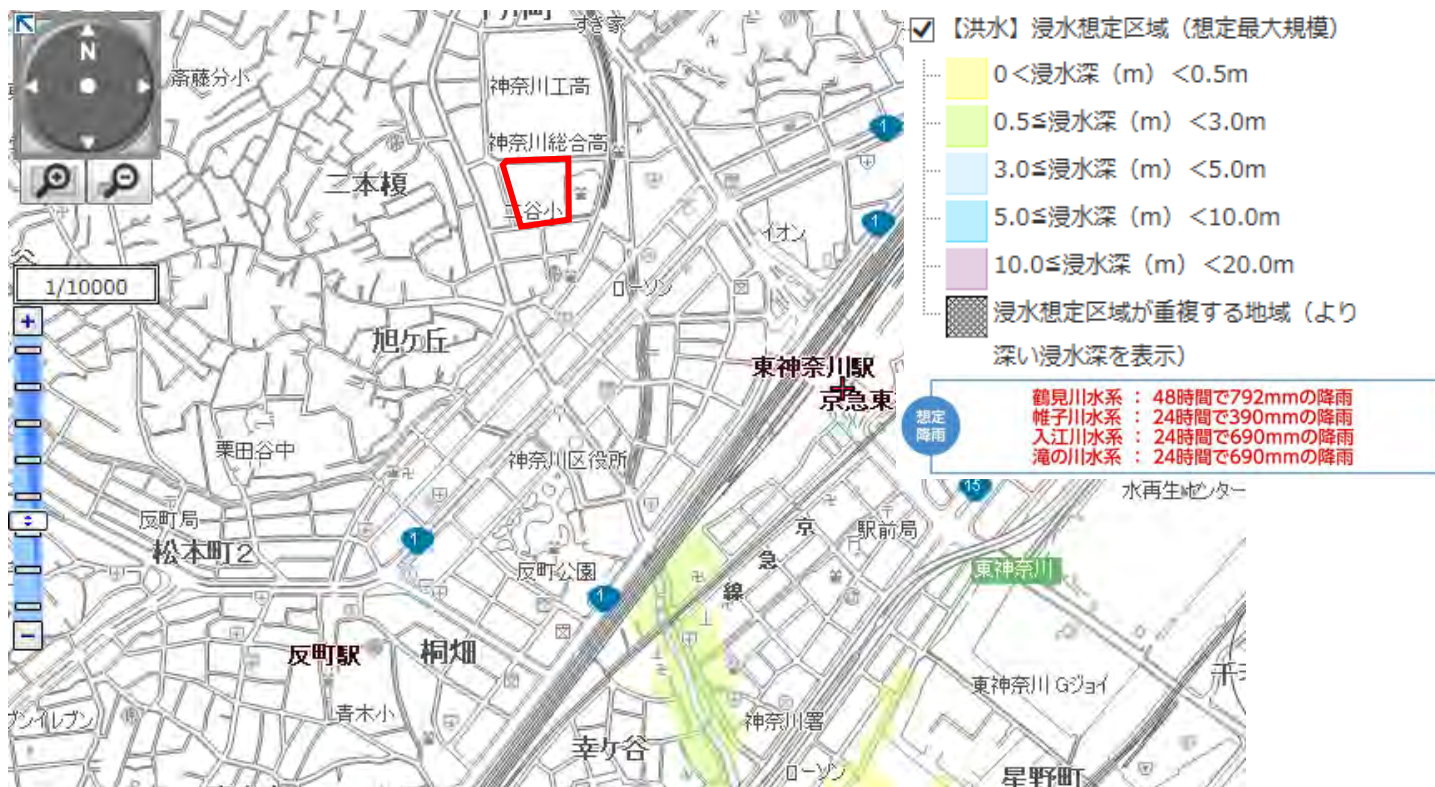 N
斎藤分小
すき家
神奈川工高
神奈川総合高
二本榎
三谷小
1
1
イオン
1/10000
ローソン
旭ケ丘
東神奈川駅
京急東
栗田谷中
神奈川区役所
反町局
松本町2
1
反町公園
1
京
急
線
駅前局
15
水再生センター
東神奈川
反町駅
桐畑
青木小
ブンイレブン
幸ケ谷
神奈川署
ローソン
東神奈川 Gジョイ
星野町
【洪水】浸水想定区域(想定最大規模)
0<浸水深(m)<0.5m
0.5≦浸水深(m)<3.0m
3.0≦浸水深(m)<5.0m
5.0≦浸水深(m)<10.0m
10.0≦浸水深(m)<20.0m
浸水想定区域が重複する地域(より
深い浸水深を表示)
想定
降雨
鶴見川水系 : 48時間で792mmの降雨
帷子川水系 : 24時間で390mmの降雨
入江川水系 : 24時間で690mmの降雨
滝の川水系 : 24時間で690mmの降雨